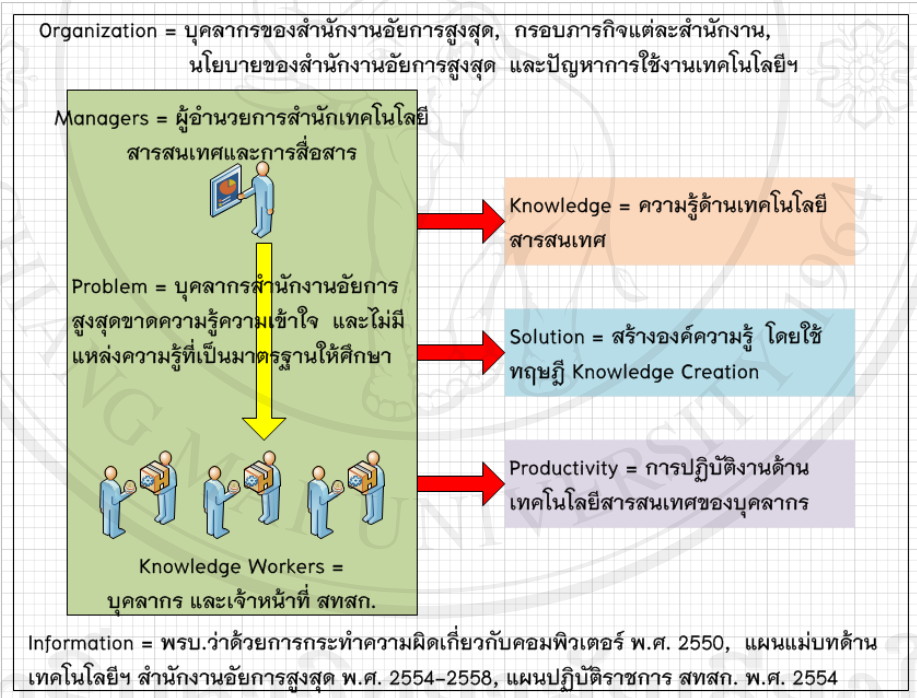 Organization = บุคลากรของสำนักงานอัยการสูงสุด, กรอบภารกิจแต่ละสำนักงาน,
นโยบายของสำนักงานอัยการสูงสุด และปัญหาการใช้งานเทคโนโลยีฯ
Managers = ผู้อำนวยการสำนักเทคโนโลยี
สารสนเทศและการสื่อสาร
Knowledge = ความรู้ด้านเทคโนโลยี
สารสนเทศ
Problem = บุคลากรสำนักงานอัยการ
สูงสุดขาดความรู้ความเข้าใจ และไม่มี
แหล่งความรู้ที่เป็นมาตรฐานให้ศึกษา
Solution = สร้างองค์ความรู้ โดยใช้
ทฤษฎี Knowledge Creation
Productivity = การปฏิบัติงานด้าน
เทคโนโลยีสารสนเทศของบุคลากร
Knowledge Workers =
บุคลากร และเจ้าหน้าที่ สทสก.
Information = พรบ.ว่าด้วยการกระทำความผิดเกี่ยวกับคอมพิวเตอร์ พ.ศ. 2550, แผนแม่บทด้าน
เทคโนโลยีฯ สำนักงานอัยการสูงสุด พ.ศ. 2554-2558, แผนปฏิบัติราชการ สทสก. พ.ศ. 2554
CHIANG MAI UNIVERSITY 1964